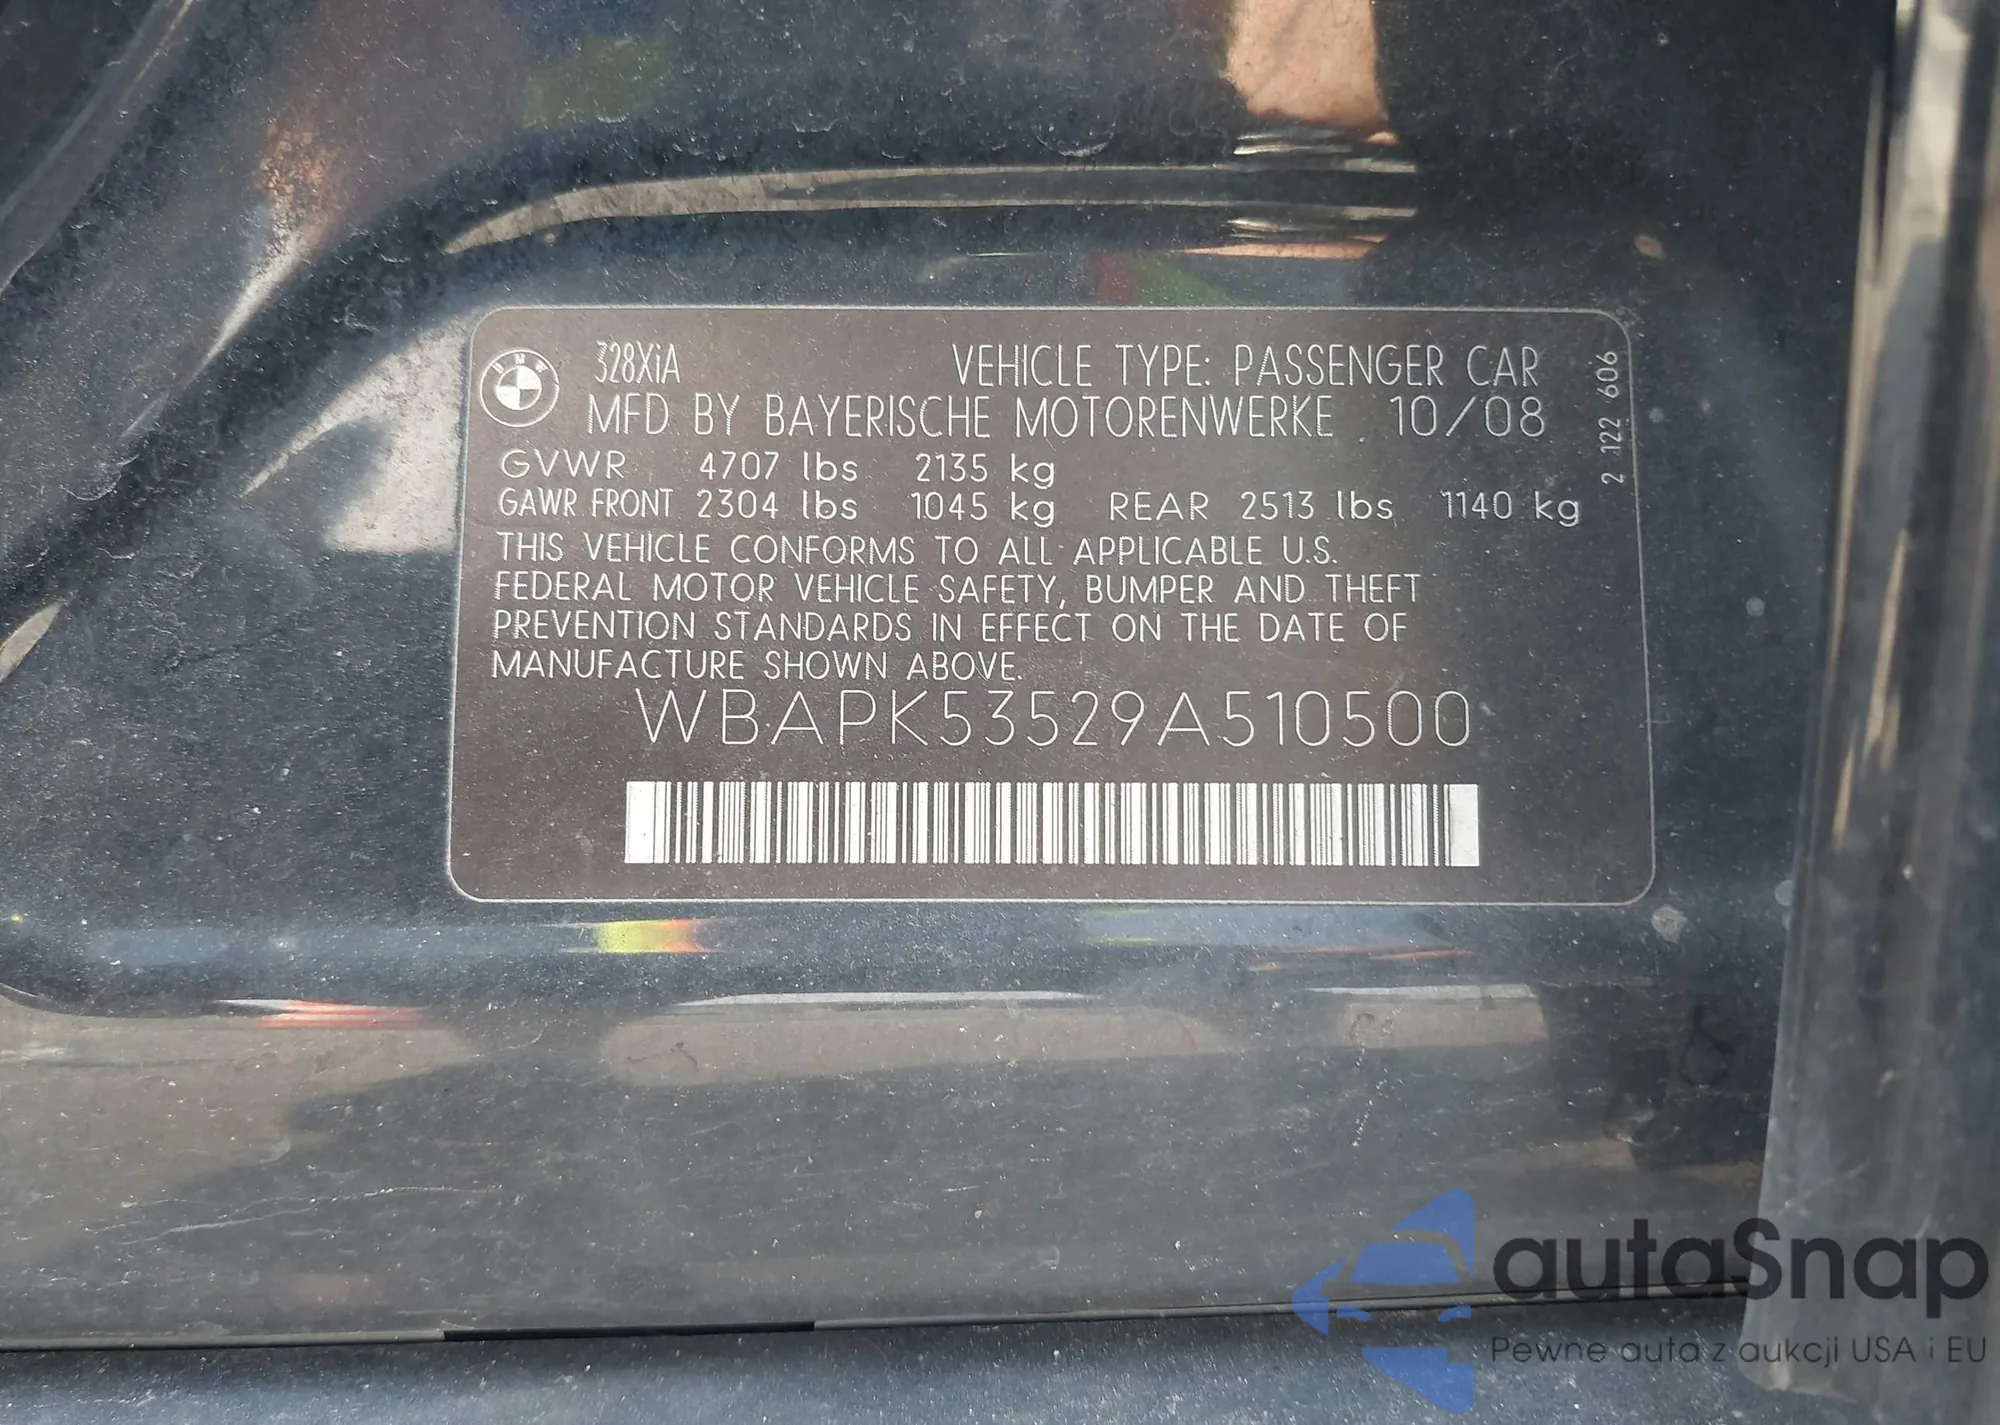 BMW
328XiA VEHICLE TYPE: PASSENGER CAR
MFD BY BAYERISCHE MOTORENWERKE 10/08
GVWR 4707 lbs 2135 kg
GAWR FRONT 2304 lbs 1045 kg REAR 2513 lbs 1140 kg
THIS VEHICLE CONFORMS TO ALL APPLICABLE U.S.
FEDERAL MOTOR VEHICLE SAFETY, BUMPER AND THEFT
PREVENTION STANDARDS IN EFFECT ON THE DATE OF
MANUFACTURE SHOWN ABOVE.
WBAPK53529A510500
2 122 606
autaSnap
Pewne auta z aukcji USA i EU